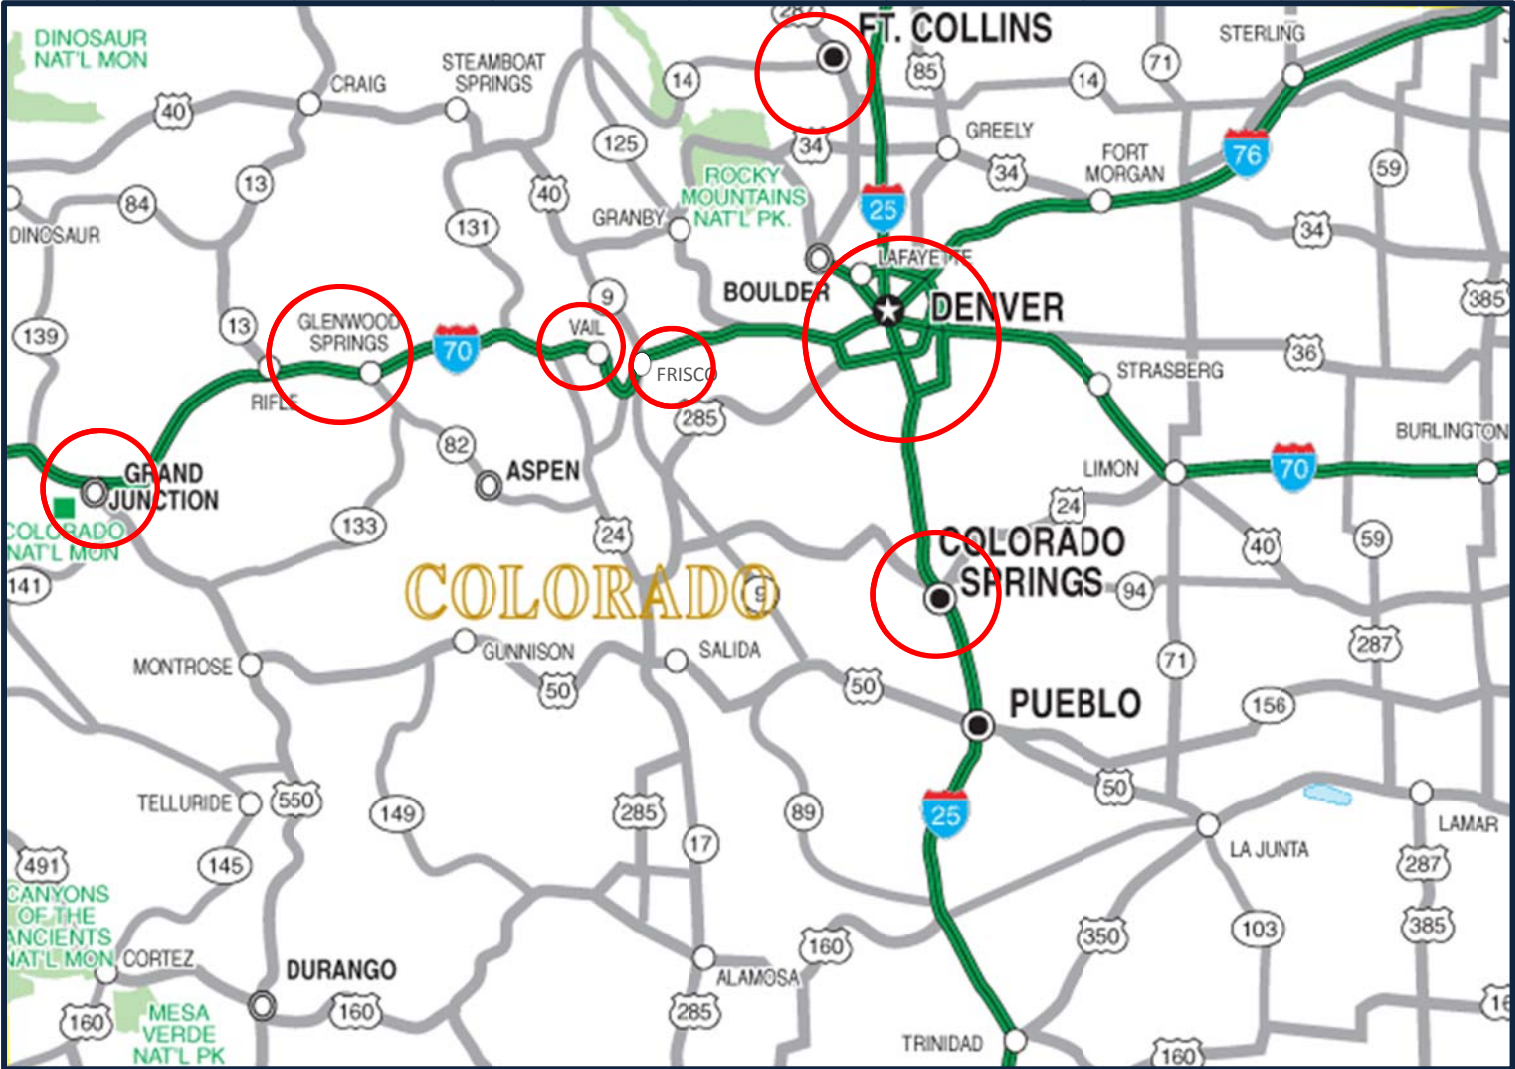 287
FT. COLLINS
STERLING
DINOSAUR
NAT'L MON
STEAMBOAT
SPRINGS
CRAIG
14
85
71
14
40
125
34
GREELY
FORT
MORGAN
76
59
34
13
40
ROCKY
MOUNTAINS
NAT'L PK.
25
84
DINOSAUR
131
GRANBY
34
LAFAYETTE
BOULDER
DENVER
385
9
139
13
GLENWOOD
SPRINGS
70
VAIL
36
FRISCO
STRASBERG
RIFLE
285
82
BURLINGTON
GRAND
JUNCTION
ASPEN
LIMON
70
24
COLORADO
NAT'L MON
133
24
COLORADO
SPRINGS
40
59
141
COLORADO
9
94
MONTROSE
GUNNISON
SALIDA
71
287
50
50
PUEBLO
156
TELLURIDE
550
149
285
89
25
50
LAMAR
17
LA JUNTA
491
145
287
CANYONS
OF THE
ANCIENTS
NAT'L MON
CORTEZ
DURANGO
160
350
103
385
ALAMOSA
160
MESA
VERDE
NAT'L PK
160
285
TRINIDAD
160
16